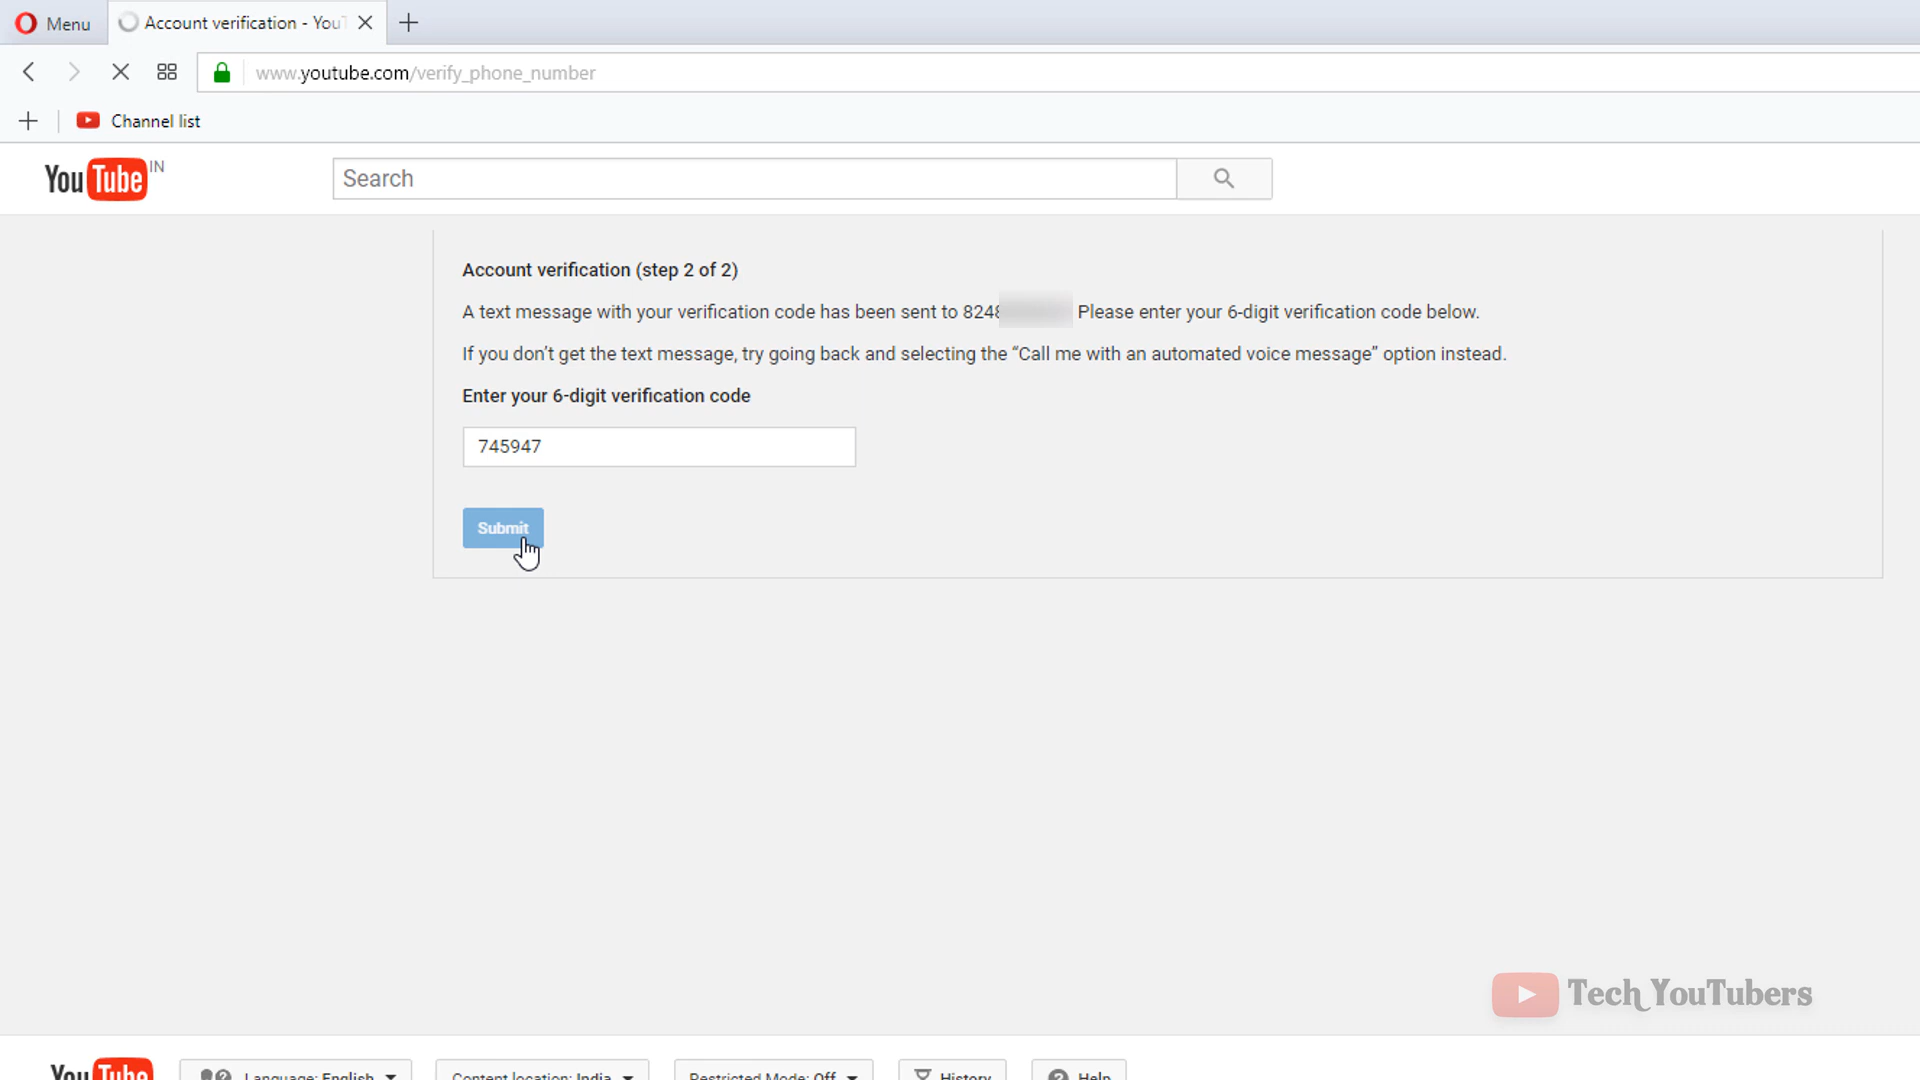 Menu
Account verification - You
www.youtube.com/verify_phone_number
Channel list
YouTube IN
Search
Account verification (step 2 of 2)
A text message with your verification code has been sent to 8248 Please enter your 6-digit verification code below.
If you don't get the text message, try going back and selecting the “Call me with an automated voice message” option instead.
Enter your 6-digit verification code
745947
Submit
Tech YouTubers
YouTube Language: English Content location: India Restricted Mode: Off History Help